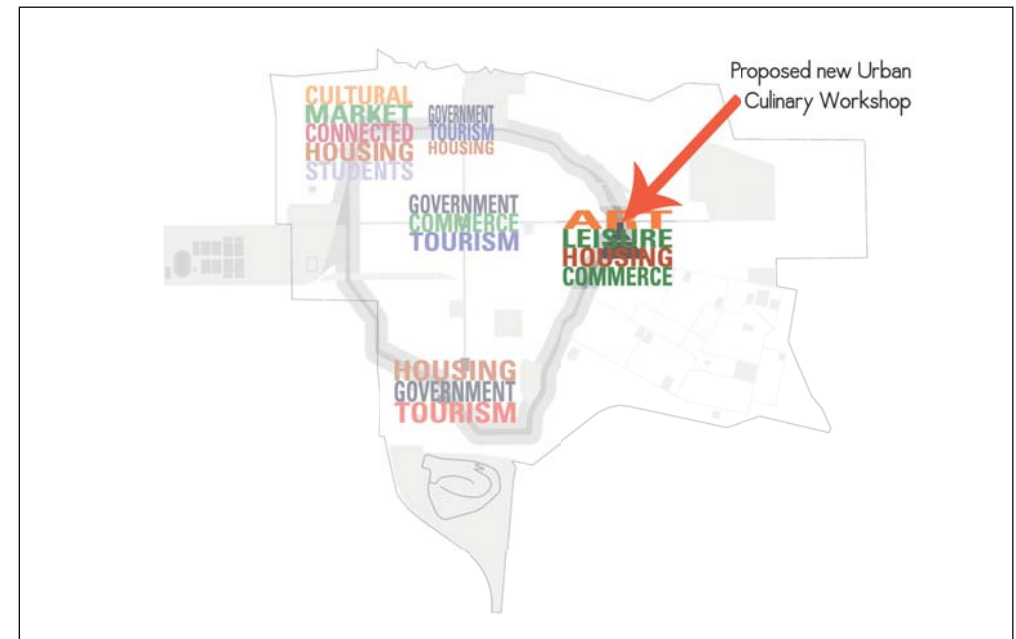 Proposed new Urban
Culinary Workshop
CULTURAL
MARKET
CONNECTED
HOUSING
STUDENTS
GOVERNMENT
TOURISM
HOUSING
GOVERNMENT
COMMERCE
TOURISM
ART
LEISURE
HOUSING
COMMERCE
HOUSING
GOVERNMENT
TOURISM